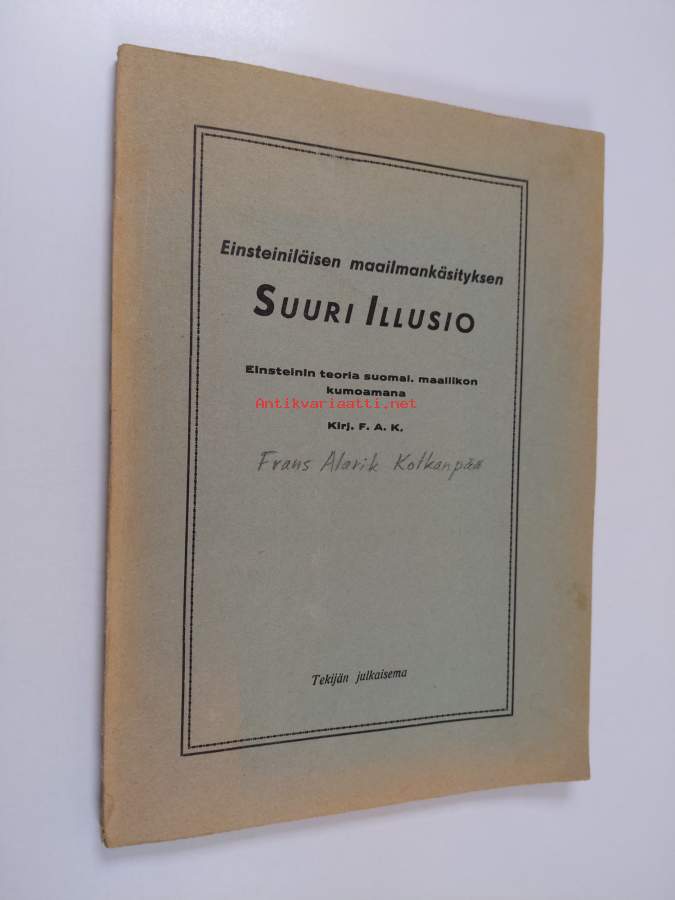 Einsteiniläisen maailmankäsityksen
SUURI ILLUSIO
Einsteinin teoria suomal. maallikon
kumoamana
Antikvariaatti.net
Kirj. F. A. K.
Frans Alarik Kotkanpää
Tekijän julkaisema